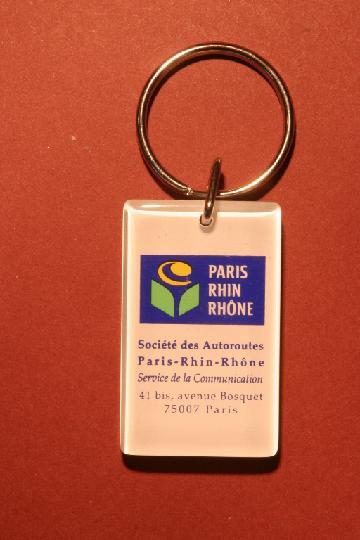 PARIS
RHIN
RHÔNE
Société des Autoroutes
Paris-Rhin-Rhône
Service de la Communication
41 bis, avenue Bosquet
75007 Paris